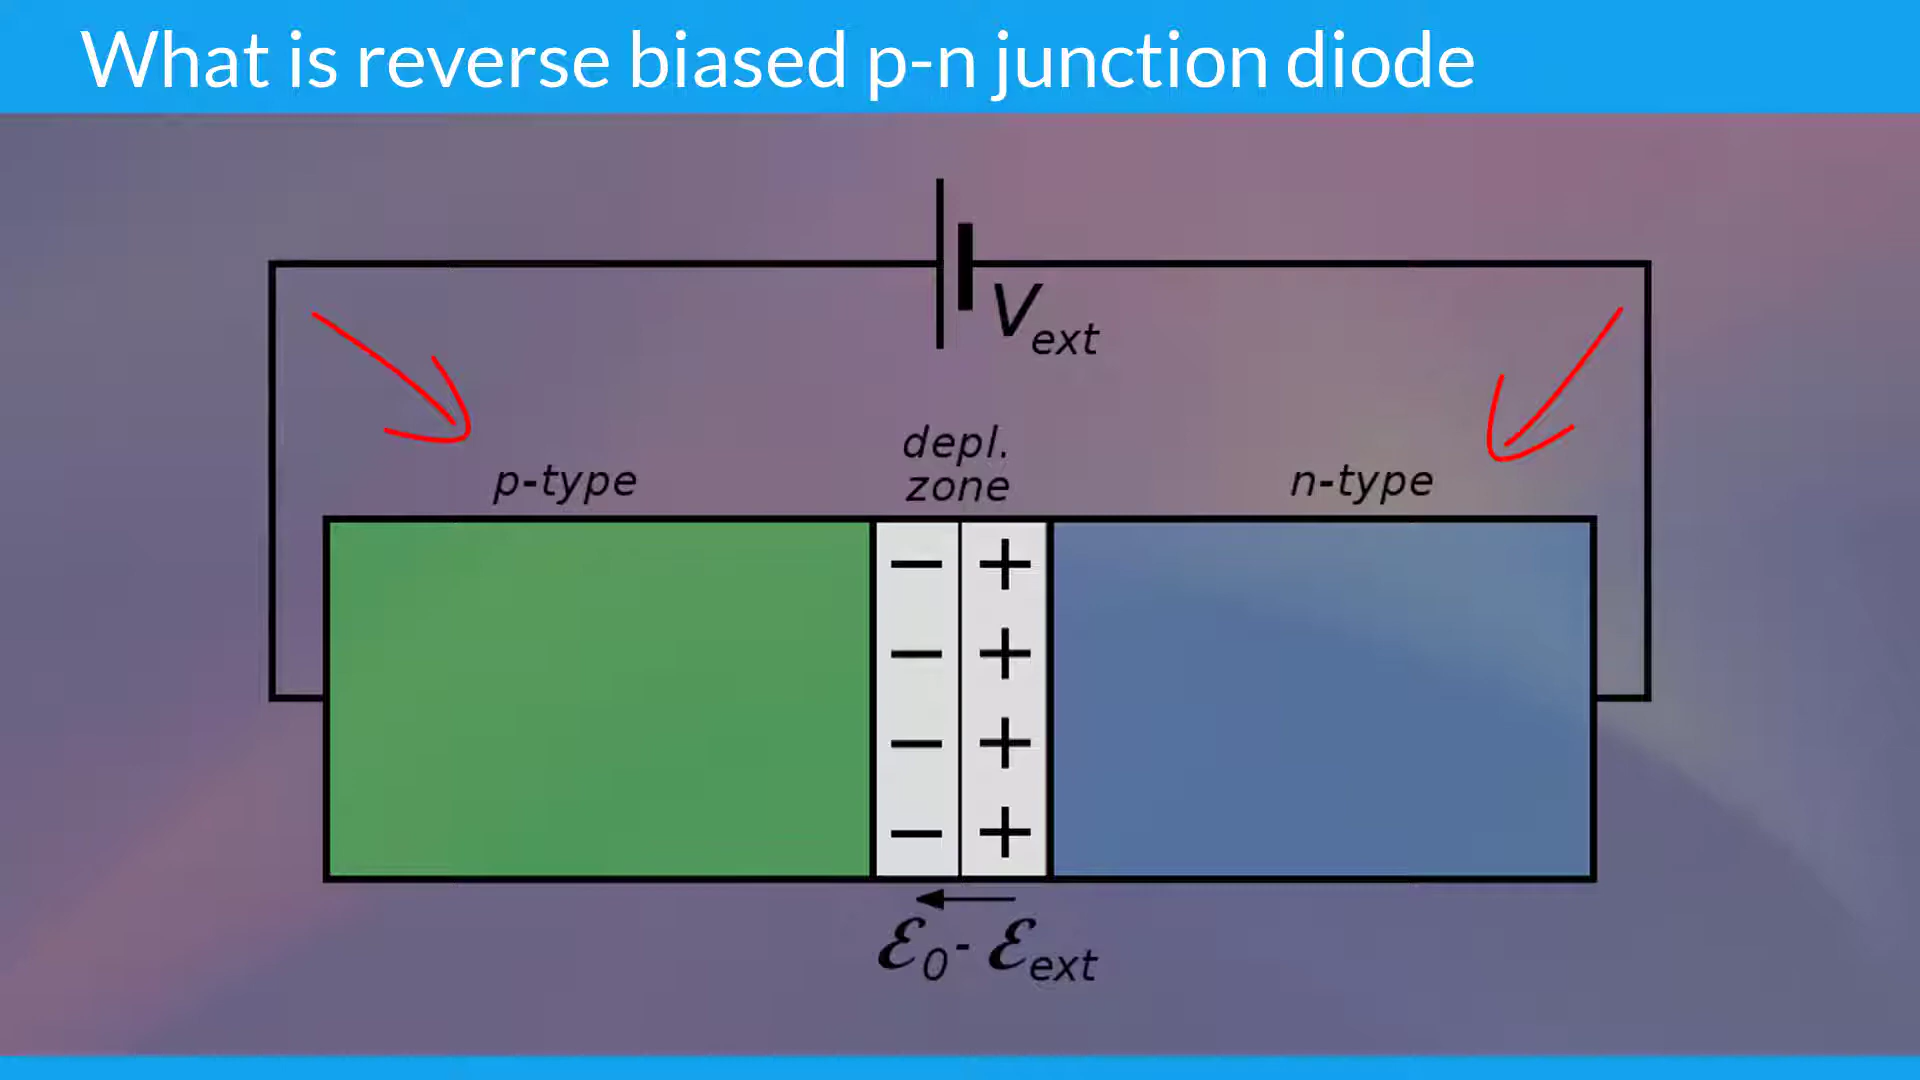 What is reverse biased p-n junction diode
V_ext
depl.
zone
p-type
n-type
− +
− +
− +
− +
ℰ_0 - ℰ_ext